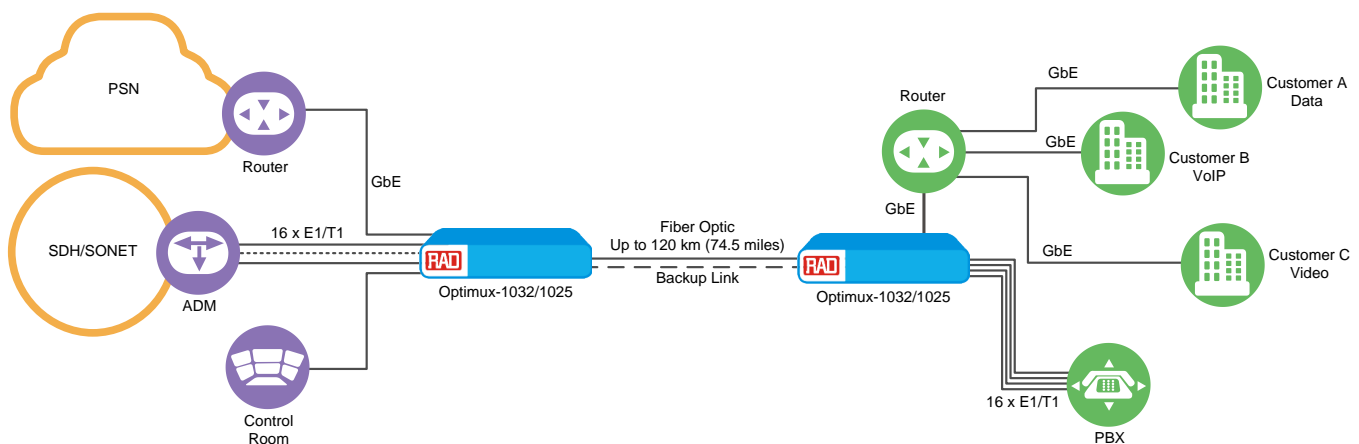 PSN
Router
GbE
SDH/SONET
16 x E1/T1
ADM
Control
Room
RAD
Optimux-1032/1025
Fiber Optic
Up to 120 km (74.5 miles)
Backup Link
RAD
Optimux-1032/1025
Router
GbE
GbE
Customer A
Data
GbE
Customer B
VoIP
GbE
Customer C
Video
16 x E1/T1
PBX